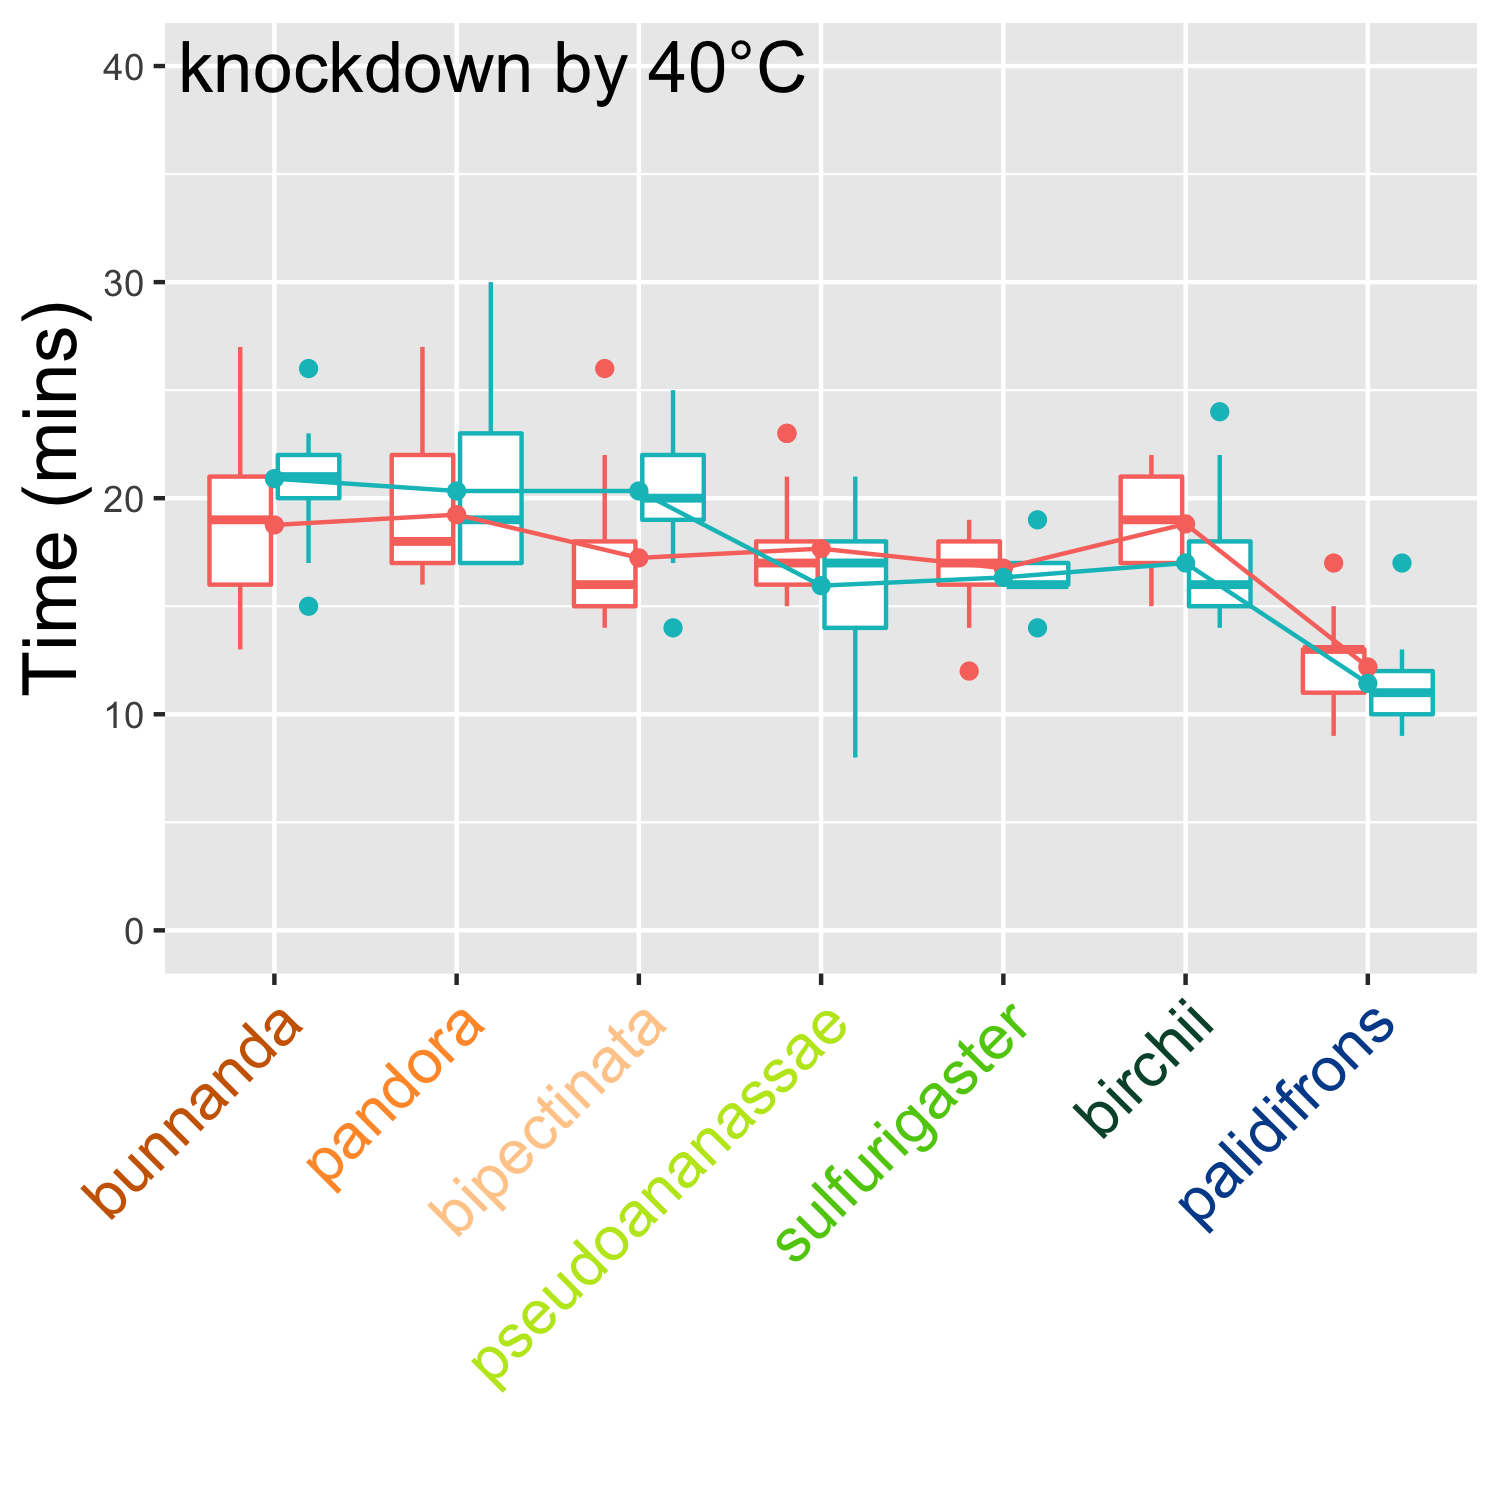 knockdown by 40°C
Time (mins)
40
30
20
10
0
bunnanda
pandora
bipectinata
pseudoananassae
sulfurigaster
birchii
palidifrons